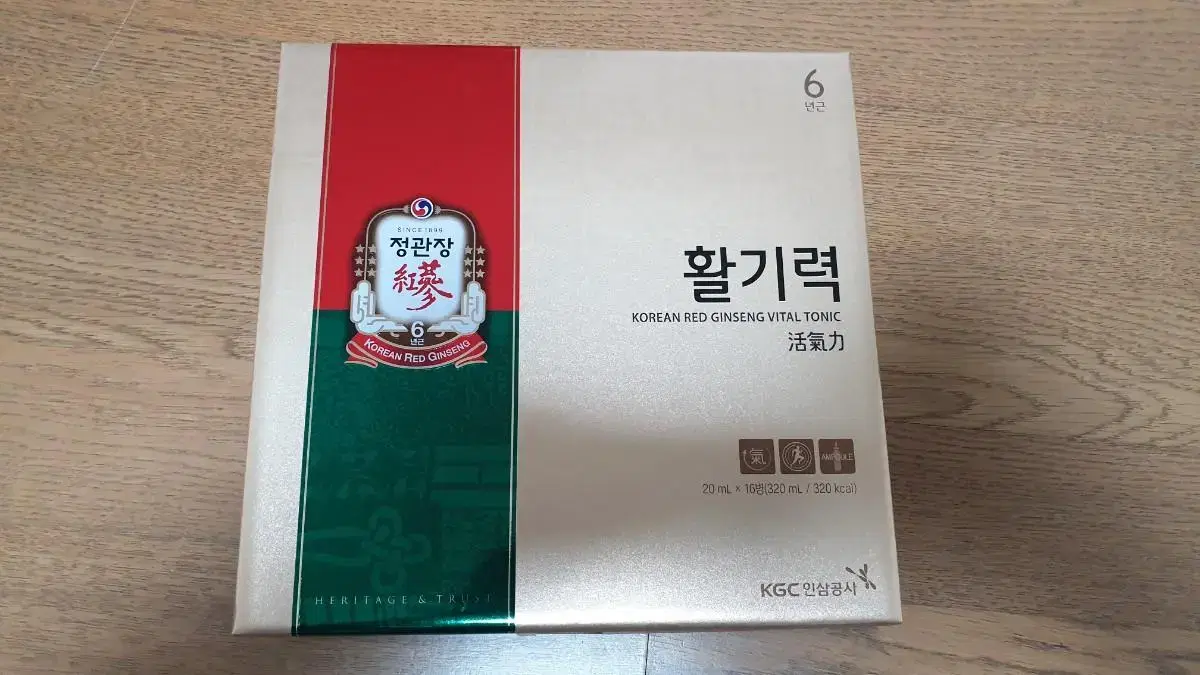 SINCE 1899
정관장
紅蔘
6
년근
KOREAN RED GINSENG
HERITAGE & TRUST
6
년근
활기력
KOREAN RED GINSENG VITAL TONIC
活氣力
氣
AMPOULE
20 mL × 16병(320 mL / 320 kcal)
KGC 인삼공사